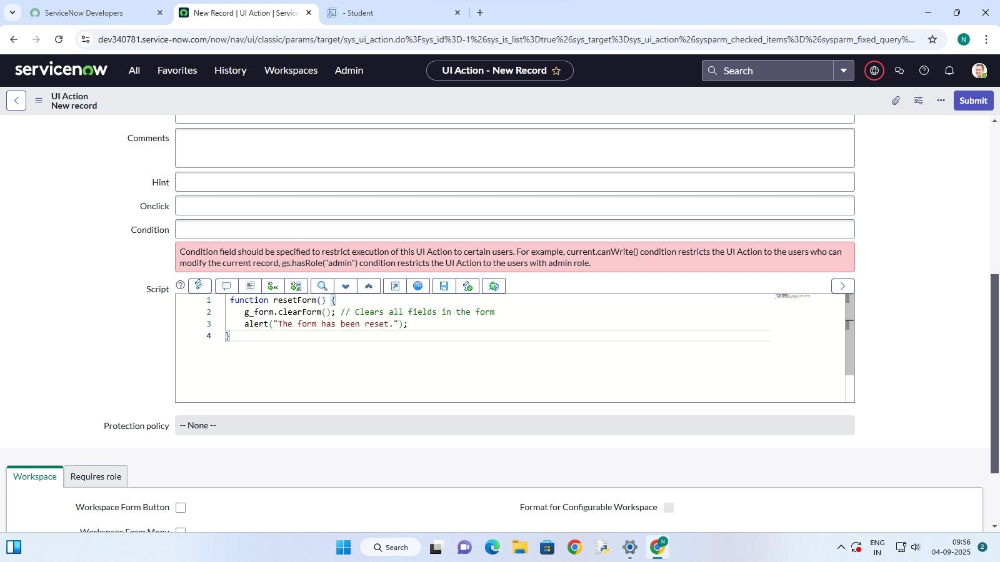 ServiceNow Developers
New Record | UI Action | Service
- Student
dev340781.service-now.com/now/nav/ui/classic/params/target/sys_ui_action.do%3Fsys_id%3D-1%26sys_is_list%3Dtrue%26sys_target%3Dsys_ui_action%26sysparm_checked_items%3D%26sysparm_fixed_query%...
N
servicenow All Favorites History Workspaces Admin UI Action - New Record Search
UI Action
New record
Submit
Comments
Hint
Onclick
Condition
Condition field should be specified to restrict execution of this UI Action to certain users. For example, current.canWrite() condition restricts the UI Action to the users who can
modify the current record, gs.hasRole("admin") condition restricts the UI Action to the users with admin role.
Script
1 function resetForm() {
2 g_form.clearForm(); // Clears all fields in the form
3 alert("The form has been reset.");
4 }
Protection policy -- None --
Workspace Requires role
Workspace Form Button Format for Configurable Workspace
Workspace Form Menu
Search
ENG
IN
09:56
04-09-2025
2